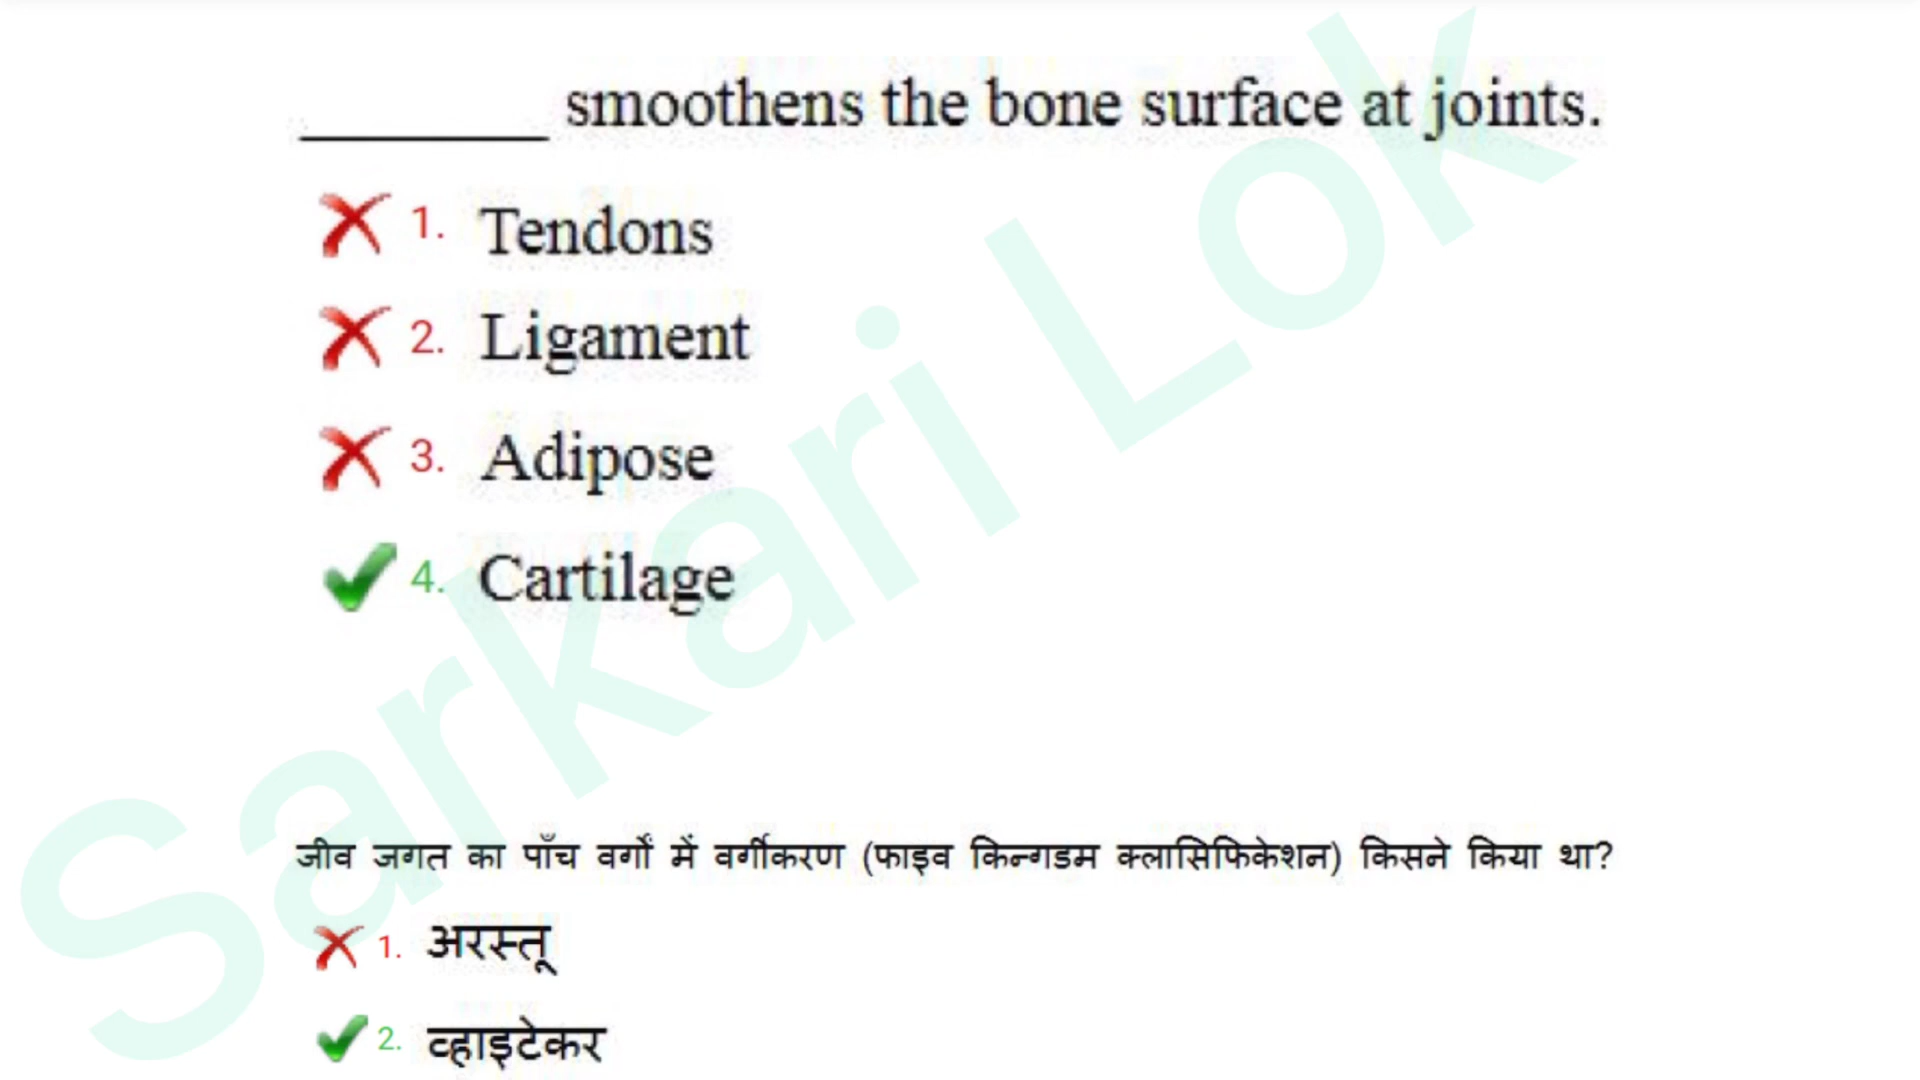 ________ smoothens the bone surface at joints.
1. Tendons
2. Ligament
3. Adipose
4. Cartilage
जीव जगत का पाँच वर्गों में वर्गीकरण (फाइव किन्गडम क्लासिफिकेशन) किसने किया था?
1. अरस्तू
2. व्हाइटेकर
Sarkari Lok